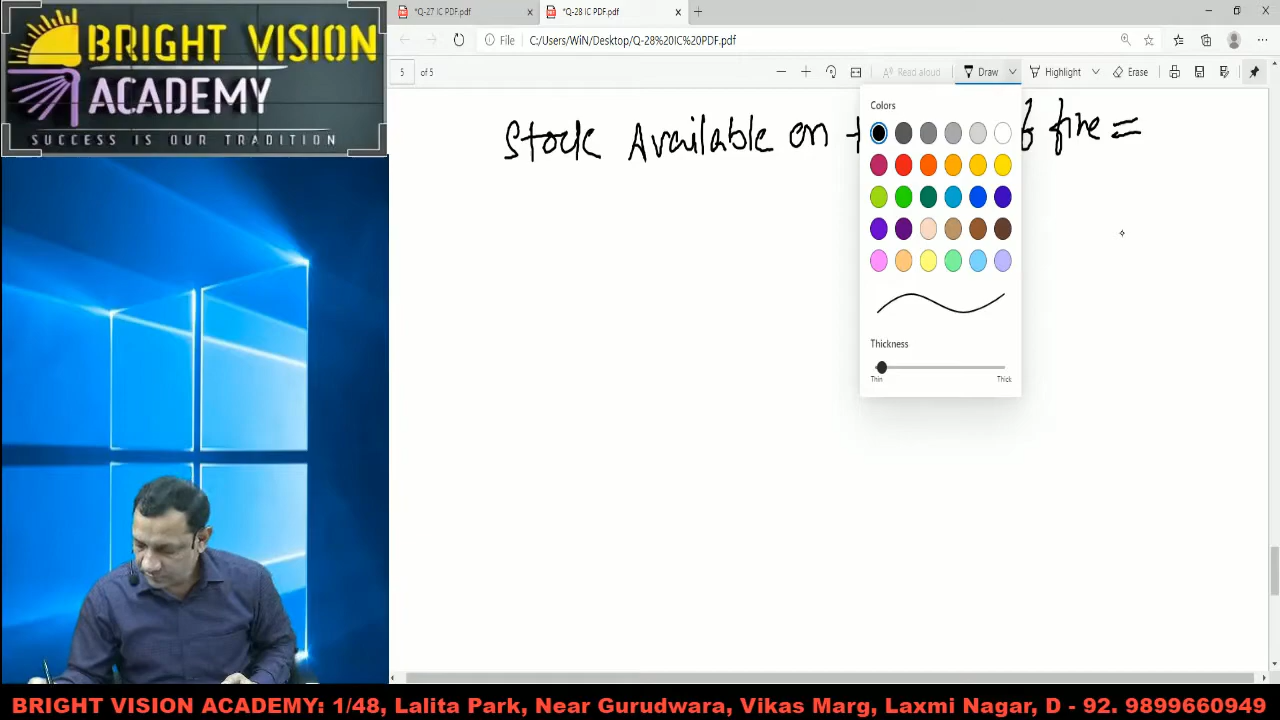 *Q-27 IC PDF.pdf
*Q-28 IC PDF.pdf
BRIGHT VISION
ACADEMY
SUCCESS IS OUR TRADITION
File C:/Users/WiN/Desktop/Q-28%20IC%20PDF.pdf
5 of 5
Read aloud Draw Highlight Erase
Stock Available on fire =
Colors
Thickness
Thin Thick
BRIGHT VISION ACADEMY: 1/48, Lalita Park, Near Gurudwara, Vikas Marg, Laxmi Nagar, D - 92. 9899660949